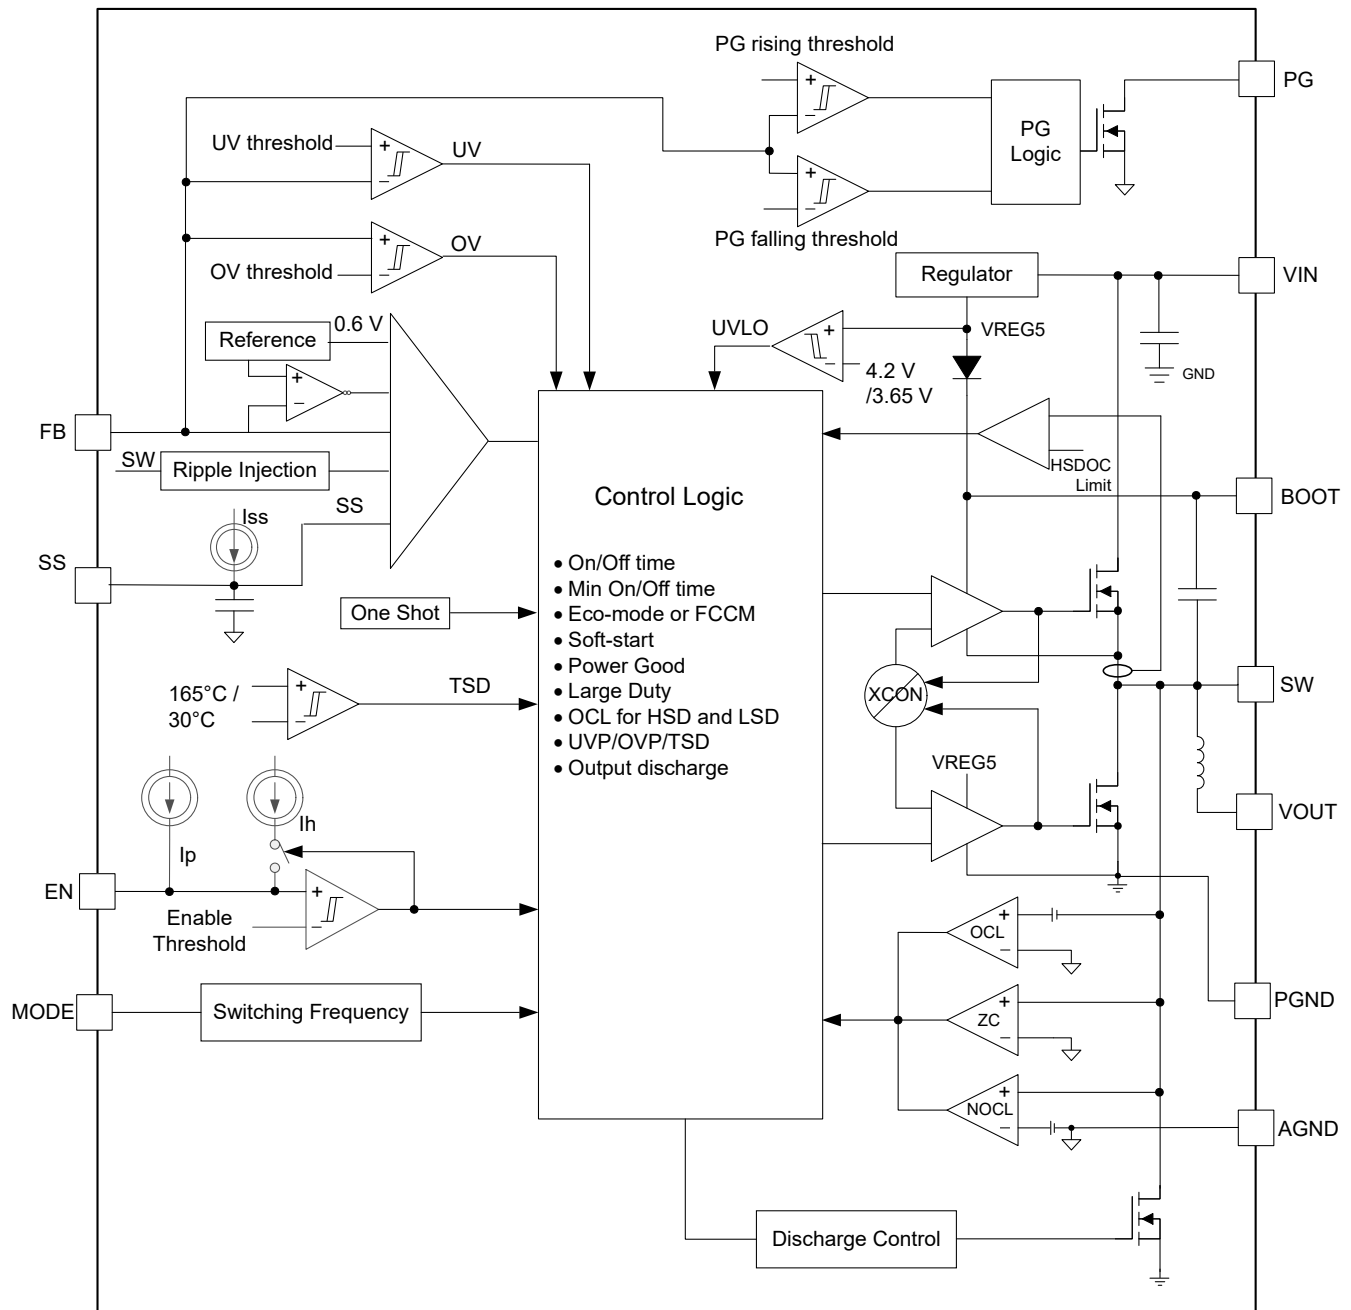 PG rising threshold
PG
UV threshold
UV
PG
Logic
OV
PG falling threshold
OV threshold
Regulator
VIN
0.6 V
UVLO
VREG5
Reference
4.2 V
/3.65 V
GND
FB
SW
Ripple Injection
HSDOC
Limit
BOOT
SS
Iss
SS
Control Logic
• On/Off time
• Min On/Off time
• Eco-mode or FCCM
• Soft-start
• Power Good
• Large Duty
• OCL for HSD and LSD
• UVP/OVP/TSD
• Output discharge
One Shot
165°C /
30°C
TSD
XCON
SW
VREG5
VOUT
Ih
Ip
EN
Enable
Threshold
OCL
MODE
Switching Frequency
ZC
PGND
NOCL
AGND
Discharge Control